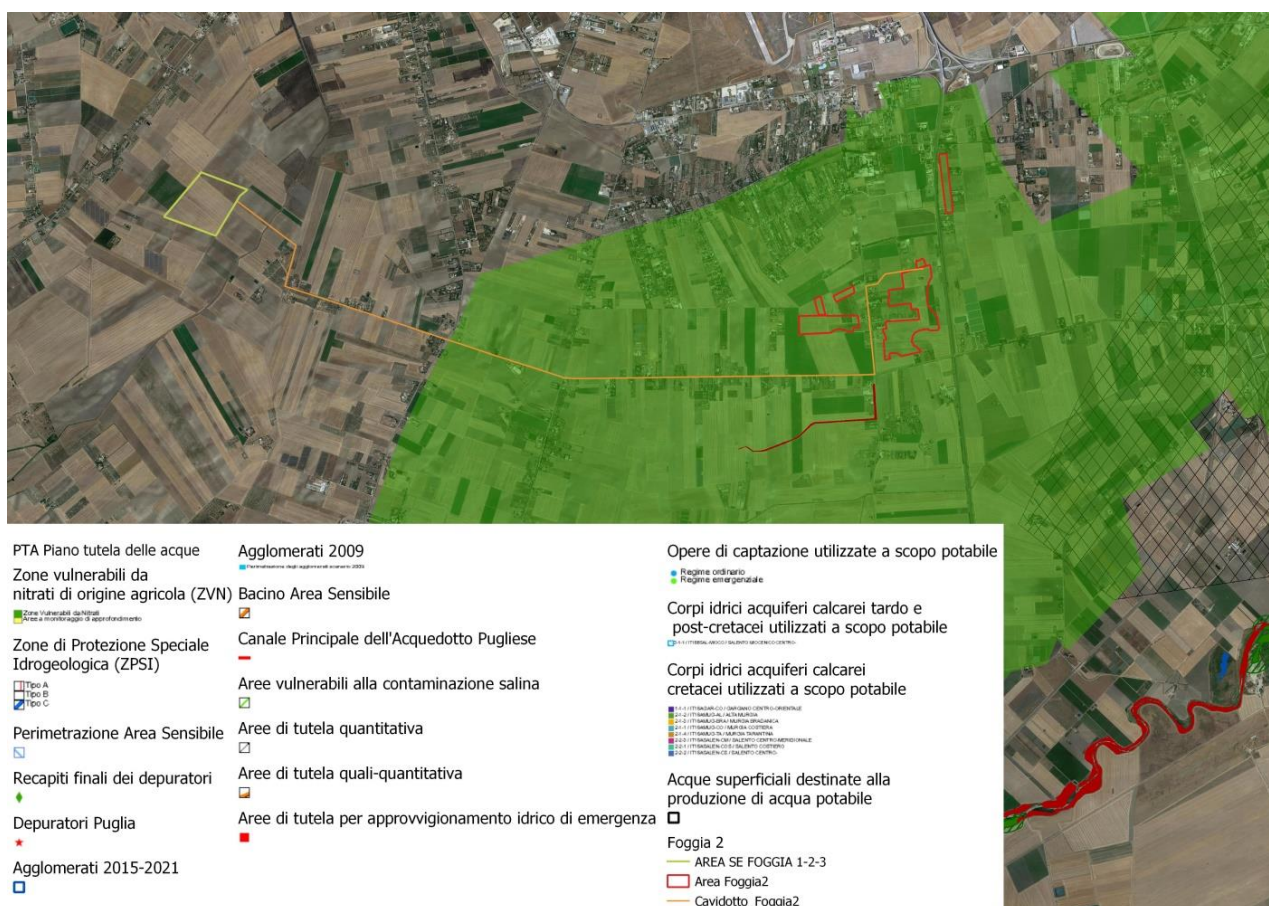 PTA Piano tutela delle acque
Zone vulnerabili da
nitrati di origine agricola (ZVN)
Zone Vulnerabili da Nitrati
Aree a monitoraggio di approfondimento
Zone di Protezione Speciale
Idrogeologica (ZPSI)
Tipo A
Tipo B
Tipo C
Perimetrazione Area Sensibile
Recapiti finali dei depuratori
Depuratori Puglia
Agglomerati 2015-2021
Agglomerati 2009
Perimetrazione degli agglomerati scenario 2009
Bacino Area Sensibile
Canale Principale dell'Acquedotto Pugliese
Aree vulnerabili alla contaminazione salina
Aree di tutela quantitativa
Aree di tutela quali-quantitativa
Aree di tutela per approvvigionamento idrico di emergenza
Opere di captazione utilizzate a scopo potabile
Regime ordinario
Regime emergenziale
Corpi idrici acquiferi calcarei tardo e
post-cretacei utilizzati a scopo potabile
Corpi idrici acquiferi calcarei
cretacei utilizzati a scopo potabile
Acque superficiali destinate alla
produzione di acqua potabile
Foggia 2
AREA SE FOGGIA 1-2-3
Area Foggia2
Cavidotto_Foggia2